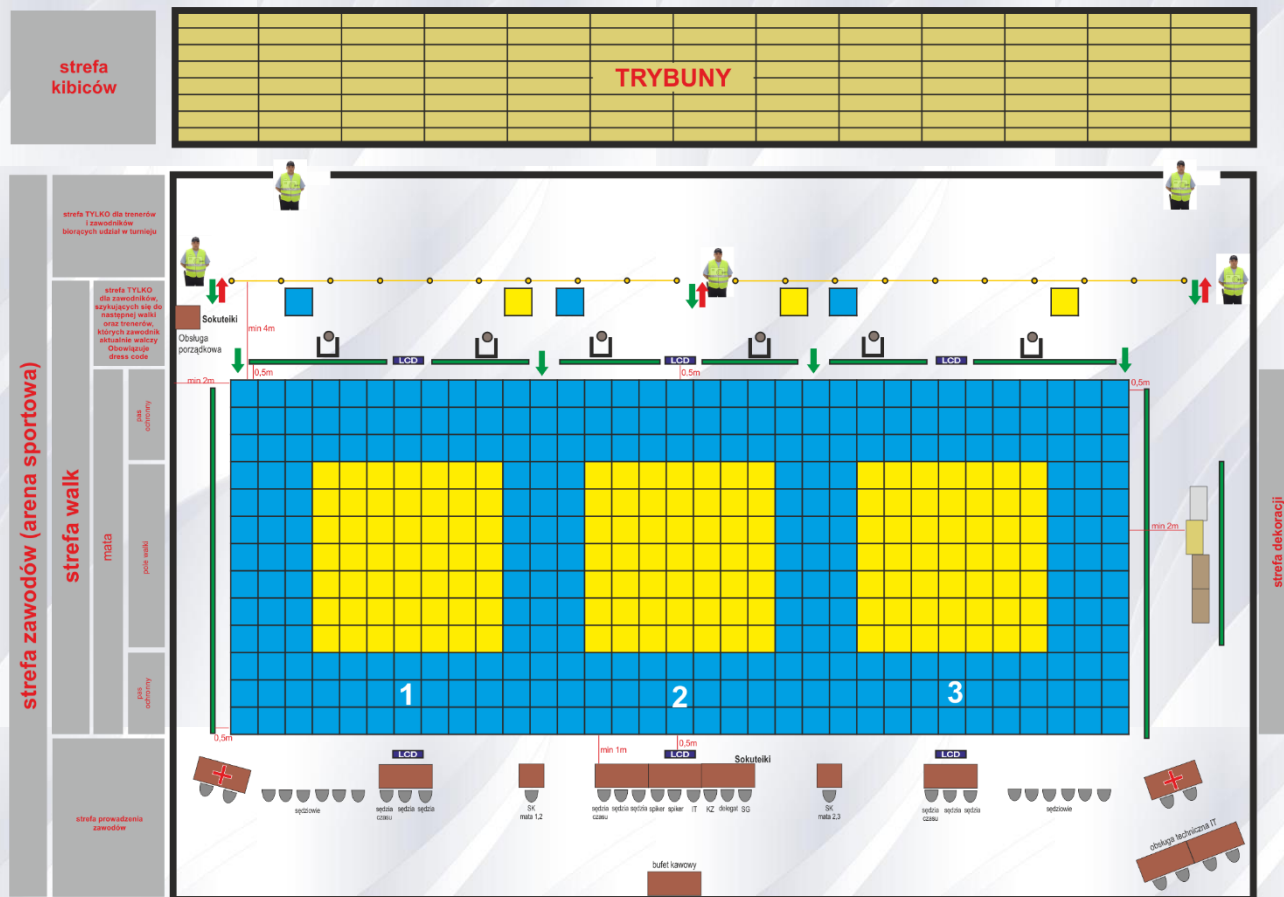 strefa
kibiców
TRYBUNY
strefa zawodów (arena sportowa)
strefa TYLKO dla trenerów
i zawodników
biorących udział w turnieju
strefa walk
strefa TYLKO
dla zawodników,
szykujących się do
następnej walki
oraz trenerów,
których zawodnik
aktualnie walczy
Obowiązuje
dress code
mata
pas
ochronny
pole walki
pas
ochronny
strefa prowadzenia
zawodów
Sokuteiki
Obsługa
porządkowa
min 4m
LCD
LCD
LCD
min 2m
0,5m
0.5m
0,5m
min 2m
strefa dekoracji
1
2
3
0.5m
min 1m
0,5m
LCD
LCD
LCD
Sokuteiki
sędziowie
sędzia sędzia sędzia
czasu
SK
mata 1,2
sędzia sędzia sędzia spiker spiker IT KZ delegat SG
czasu
SK
mata 2,3
sędzia sędzia sędzia
czasu
sędziowie
obsługa techniczna IT
bufet kawowy